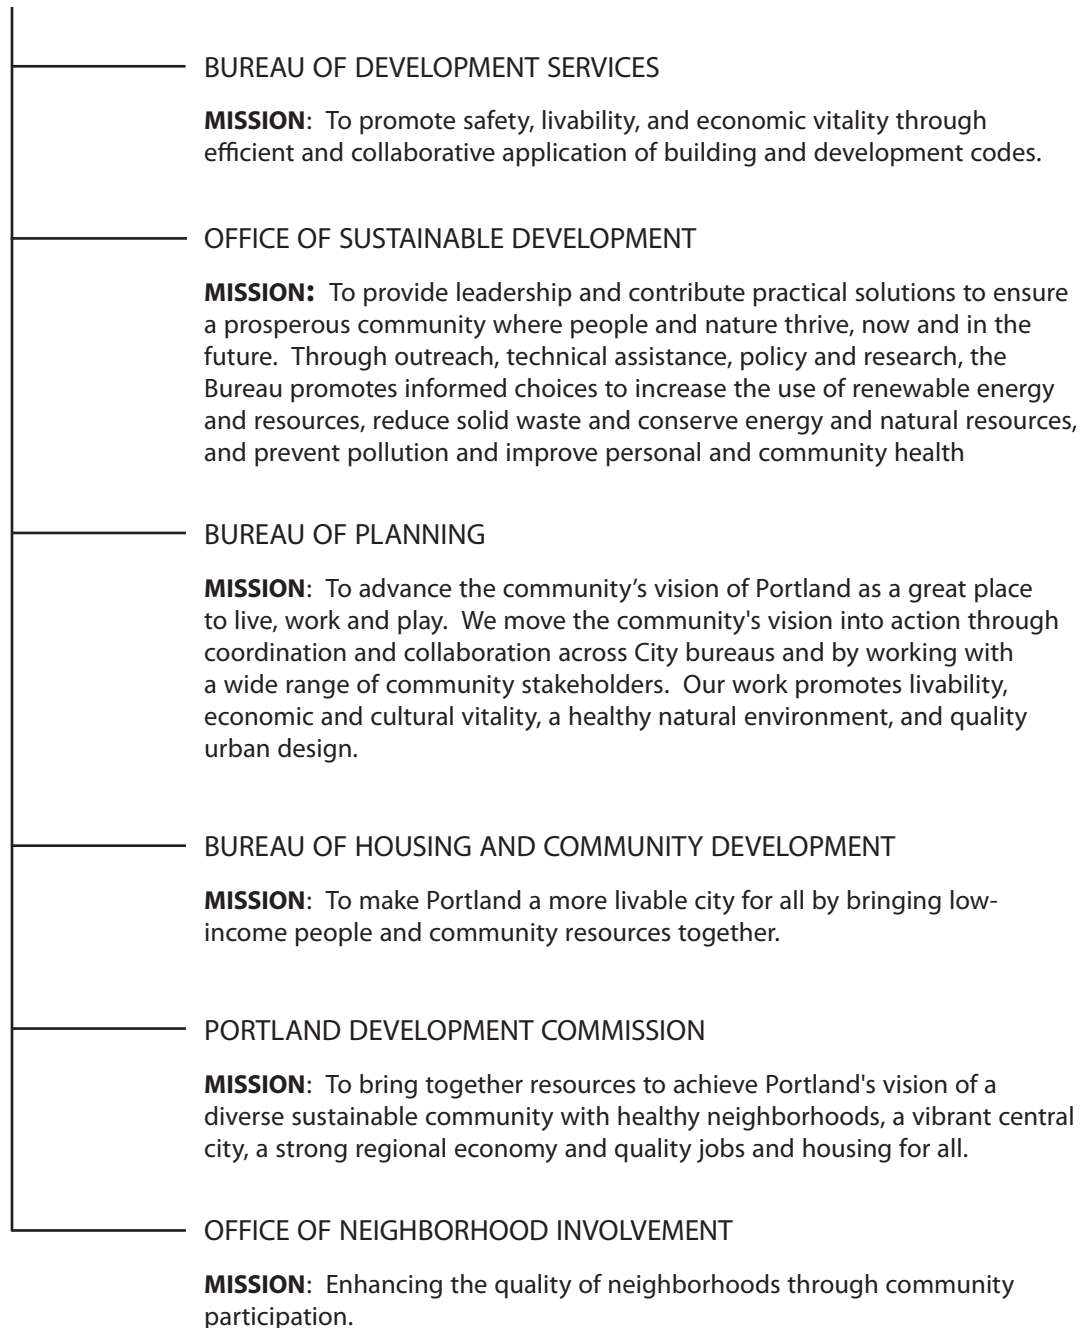 BUREAU OF DEVELOPMENT SERVICES
MISSION:  To promote safety, livability, and economic vitality through
efficient and collaborative application of building and development codes.
OFFICE OF SUSTAINABLE DEVELOPMENT
MISSION:  To provide leadership and contribute practical solutions to ensure
a prosperous community where people and nature thrive, now and in the
future.  Through outreach, technical assistance, policy and research, the
Bureau promotes informed choices to increase the use of renewable energy
and resources, reduce solid waste and conserve energy and natural resources,
and prevent pollution and improve personal and community health
BUREAU OF PLANNING
MISSION:  To advance the community’s vision of Portland as a great place
to live, work and play.  We move the community's vision into action through
coordination and collaboration across City bureaus and by working with
a wide range of community stakeholders.  Our work promotes livability,
economic and cultural vitality, a healthy natural environment, and quality
urban design.
BUREAU OF HOUSING AND COMMUNITY DEVELOPMENT
MISSION:  To make Portland a more livable city for all by bringing low-
income people and community resources together.
PORTLAND DEVELOPMENT COMMISSION
MISSION:  To bring together resources to achieve Portland's vision of a
diverse sustainable community with healthy neighborhoods, a vibrant central
city, a strong regional economy and quality jobs and housing for all.
OFFICE OF NEIGHBORHOOD INVOLVEMENT
MISSION:  Enhancing the quality of neighborhoods through community
participation.